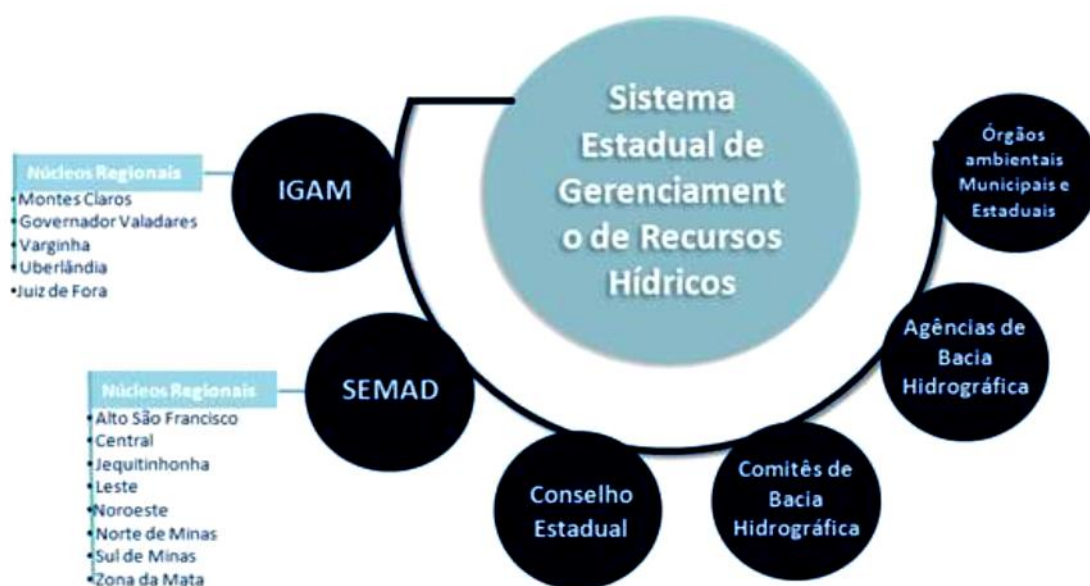 Sistema
Estadual de
Gerenciament
o de Recursos
Hídricos
IGAM
Núcleos Regionais
•Montes Claros
•Governador Valadares
•Varginha
•Uberlândia
•Juiz de Fora
SEMAD
Núcleos Regionais
•Alto São Francisco
•Central
•Jequitinhonha
•Leste
•Noroeste
•Norte de Minas
•Sul de Minas
•Zona da Mata
Conselho
Estadual
Comitês de
Bacia
Hidrográfica
Agências de
Bacia
Hidrográfica
Órgãos
ambientais
Municipais e
Estaduais